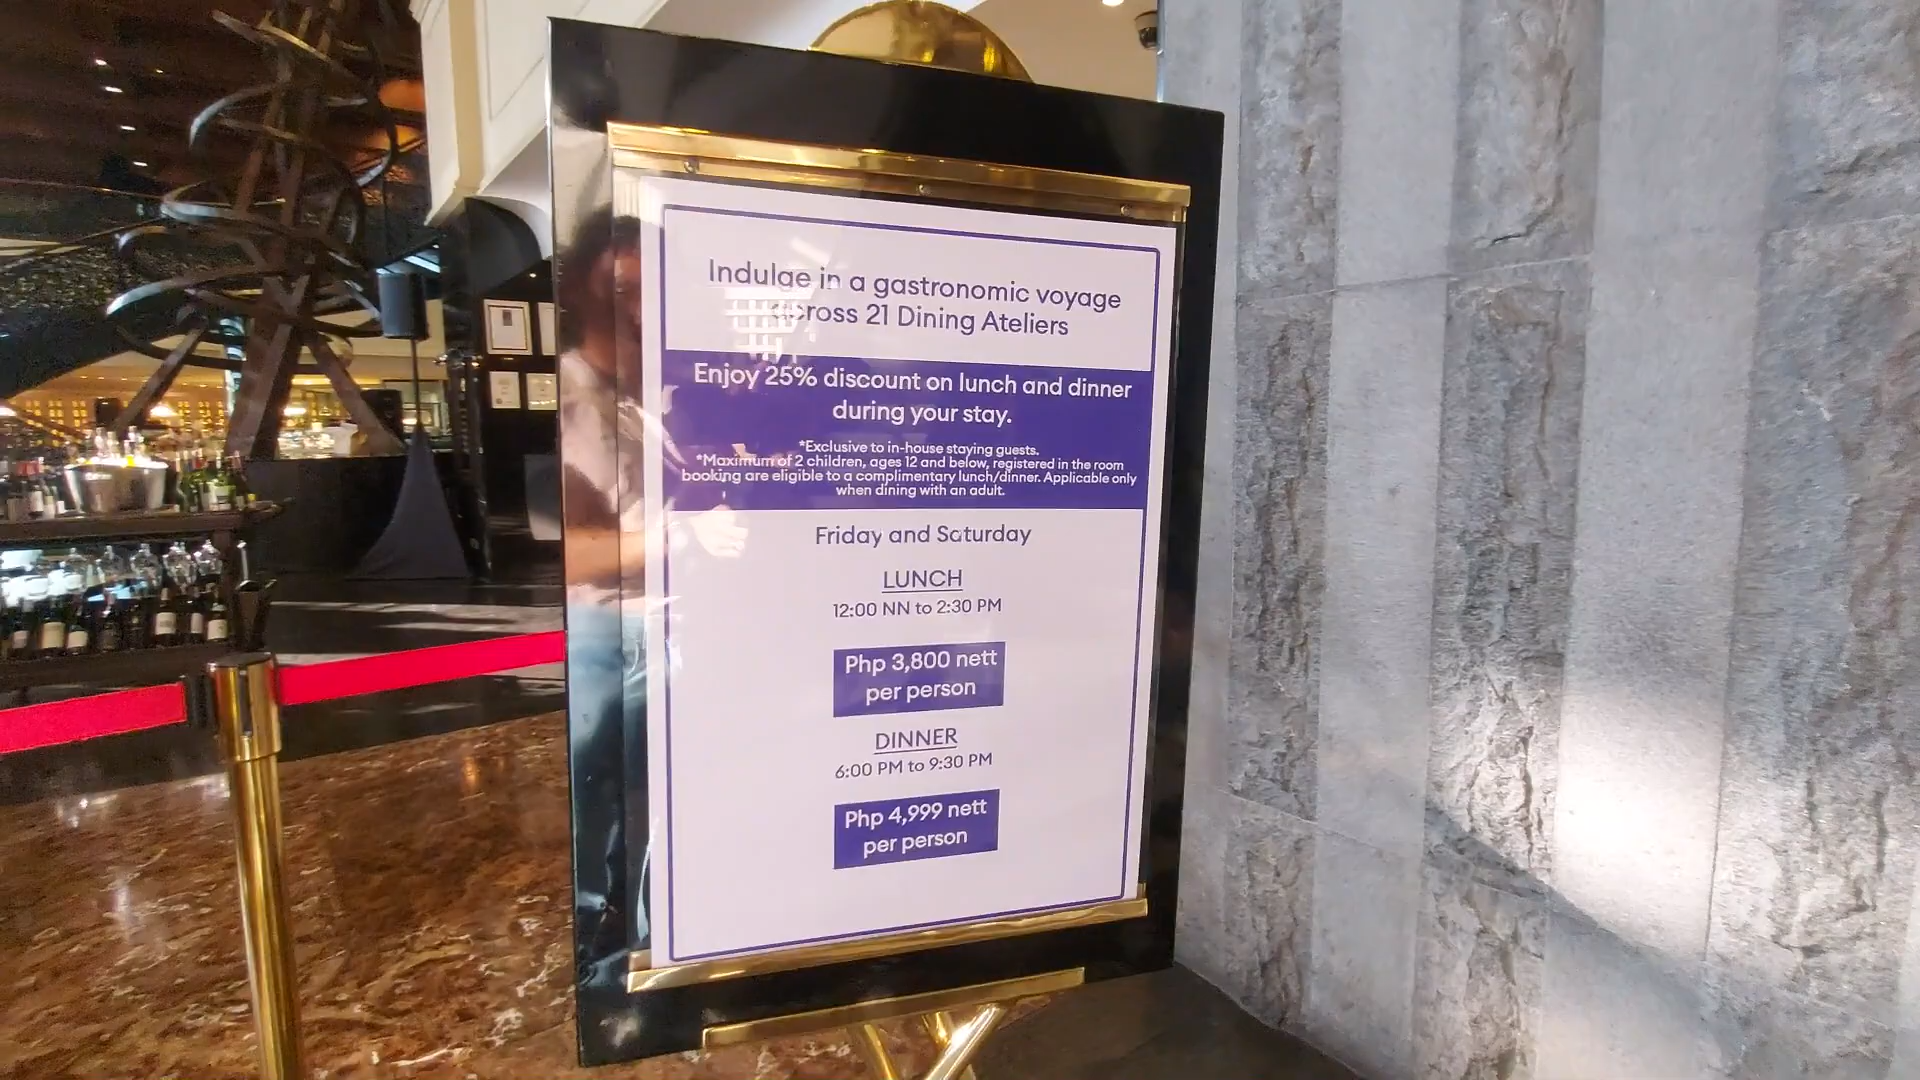 Indulge in a gastronomic voyage
across 21 Dining Ateliers
Enjoy 25% discount on lunch and dinner
during your stay.
*Exclusive to in-house staying guests.
*Maximum of 2 children, ages 12 and below, registered in the room
booking are eligible to a complimentary lunch/dinner. Applicable only
when dining with an adult.
Friday and Saturday
LUNCH
12:00 NN to 2:30 PM
Php 3,800 nett
per person
DINNER
6:00 PM to 9:30 PM
Php 4,999 nett
per person